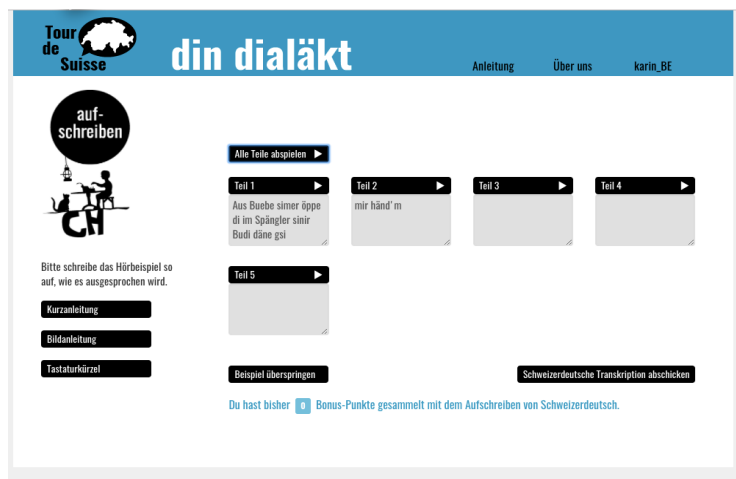 Tour
de
Suisse
din dialäkt
Anleitung
Über uns
karin_BE
auf-
schreiben
CH
Bitte schreibe das Hörbeispiel so
auf, wie es ausgesprochen wird.
Kurzanleitung
Bildanleitung
Tastaturkürzel
Alle Teile abspielen
Teil 1
Aus Buebe simer öppe
di im Spängler sinir
Budi däne gsi
Teil 2
mir händ`m
Teil 3
Teil 4
Teil 5
Beispiel überspringen
Schweizerdeutsche Transkription abschicken
Du hast bisher 0 Bonus-Punkte gesammelt mit dem Aufschreiben von Schweizerdeutsch.